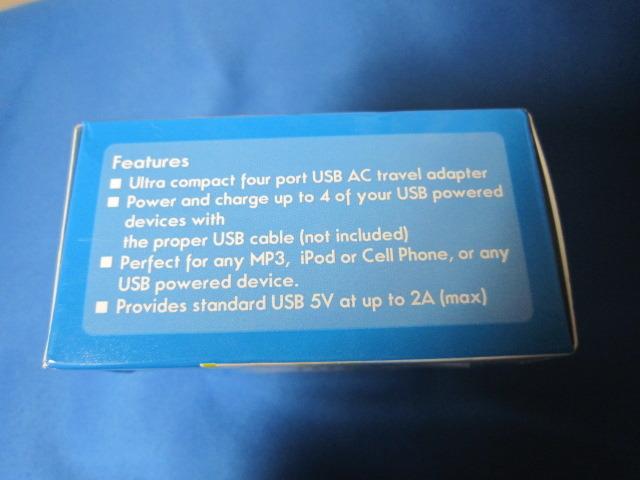 Features
■ Ultra compact four port USB AC travel adapter
■ Power and charge up to 4 of your USB powered
devices with
the proper USB cable (not included)
■ Perfect for any MP3, iPod or Cell Phone, or any
USB powered device.
■ Provides standard USB 5V at up to 2A (max)